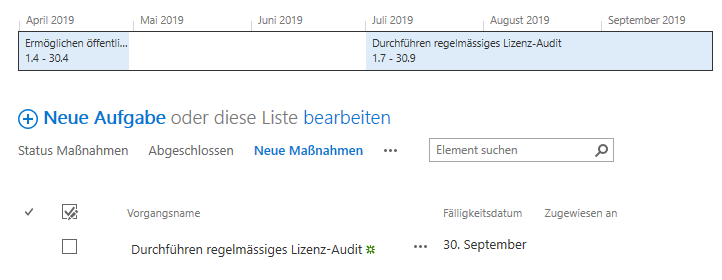 April 2019 Mai 2019 Juni 2019 Juli 2019 August 2019 September 2019
Ermöglichen öffentli... Durchführen regelmässiges Lizenz-Audit
1.4 - 30.4 1.7 - 30.9
Neue Aufgabe oder diese Liste bearbeiten
Status Maßnahmen Abgeschlossen Neue Maßnahmen ••• Element suchen
Vorgangsname Fälligkeitsdatum Zugewiesen an
Durchführen regelmässiges Lizenz-Audit ••• 30. September